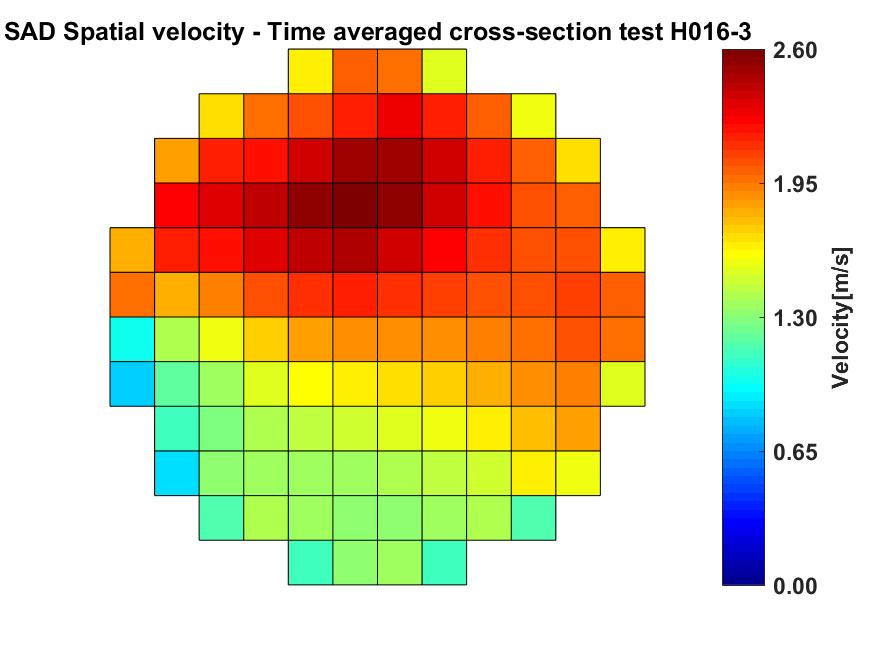 SAD Spatial velocity - Time averaged cross-section test H016-3
2.60
1.95
1.30
0.65
0.00
Velocity[m/s]